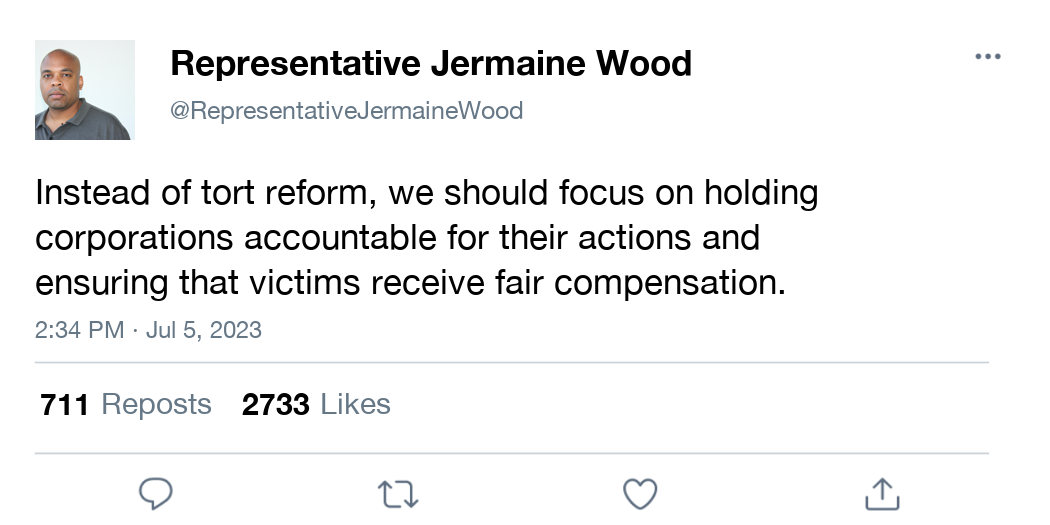 Representative Jermaine Wood
@RepresentativeJermaineWood
Instead of tort reform, we should focus on holding
corporations accountable for their actions and
ensuring that victims receive fair compensation.
2:34 PM · Jul 5, 2023
711 Reposts 2733 Likes